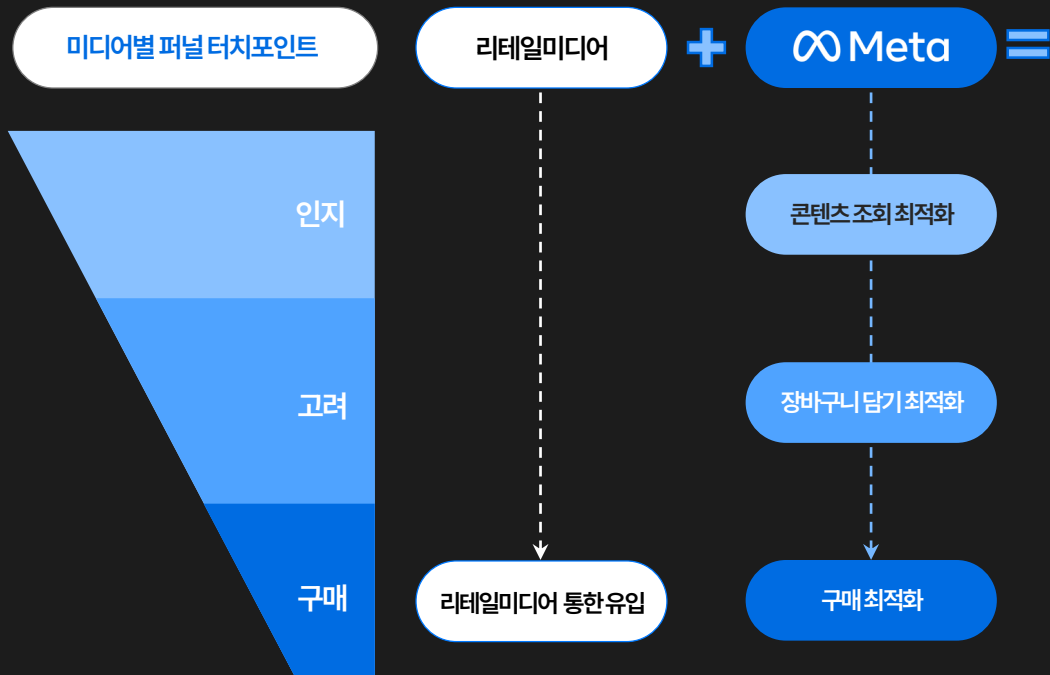 미디어별 퍼널 터치포인트
리테일미디어
Meta
인지
콘텐츠 조회 최적화
고려
장바구니 담기 최적화
구매
리테일미디어 통한 유입
구매 최적화